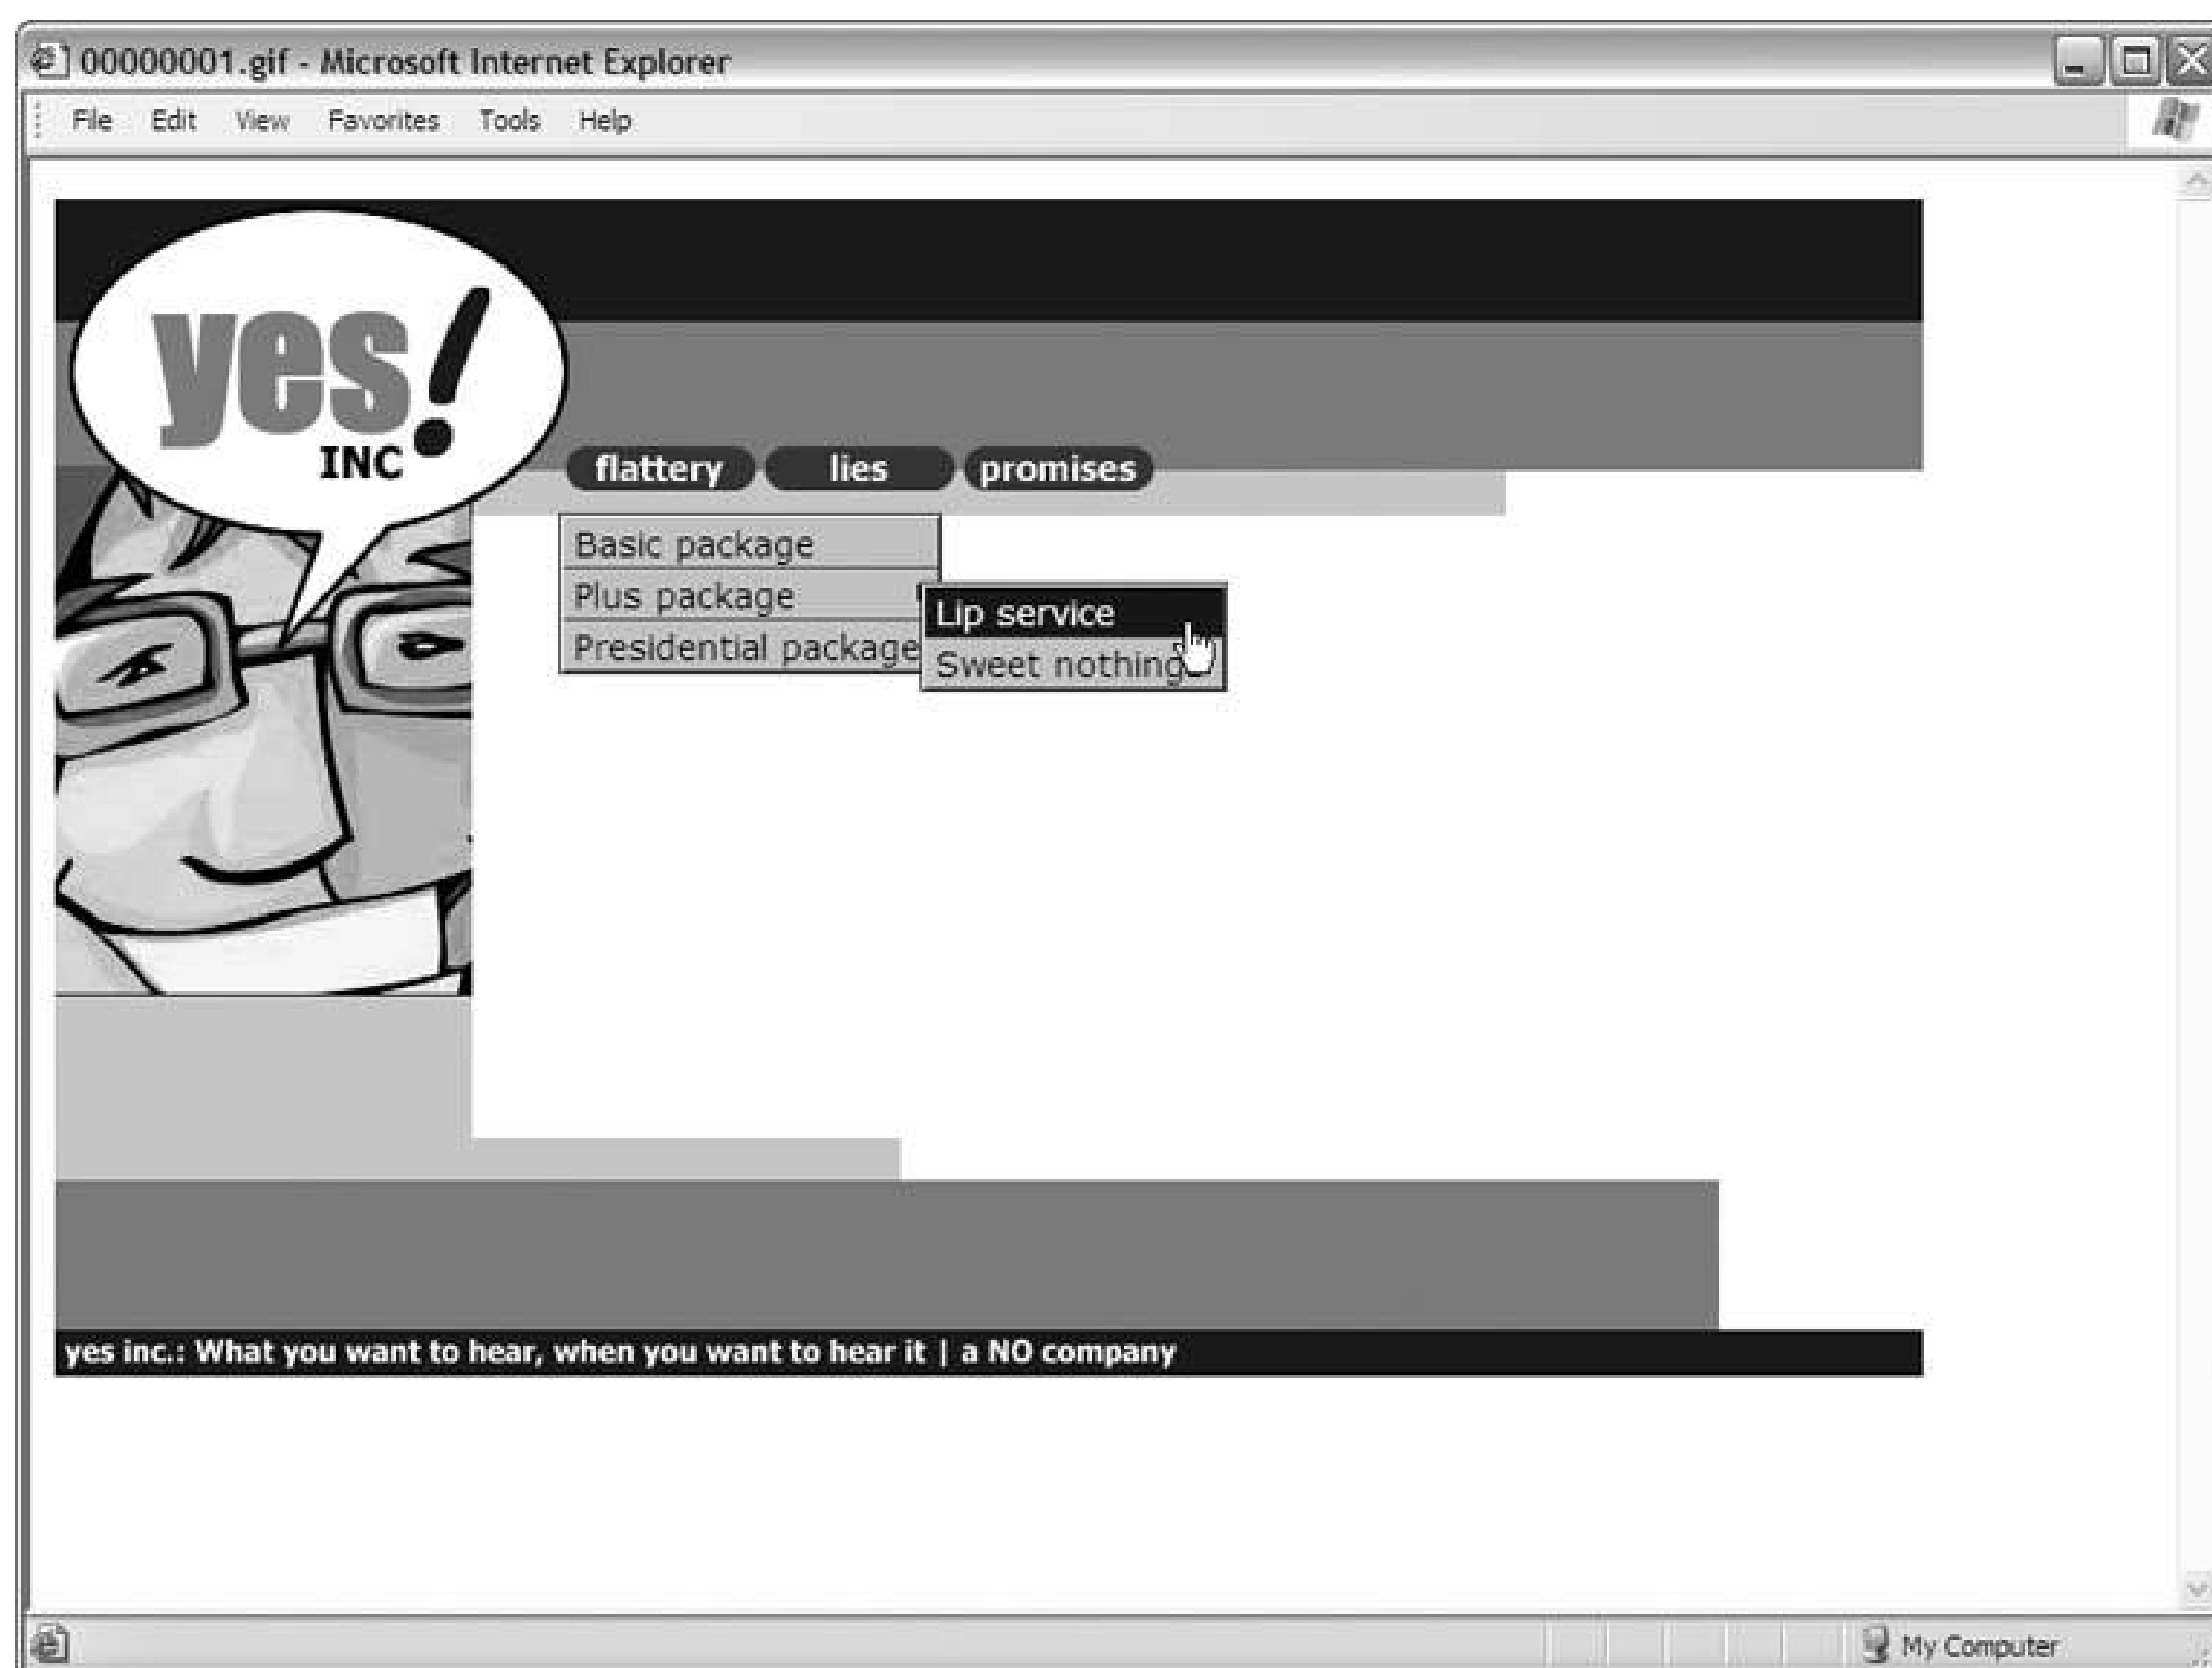 00000001.gif - Microsoft Internet Explorer
File Edit View Favorites Tools Help
yes!
INC
flattery lies promises
Basic package
Plus package
Presidential package
Lip service
Sweet nothing
yes inc.: What you want to hear, when you want to hear it | a NO company
My Computer